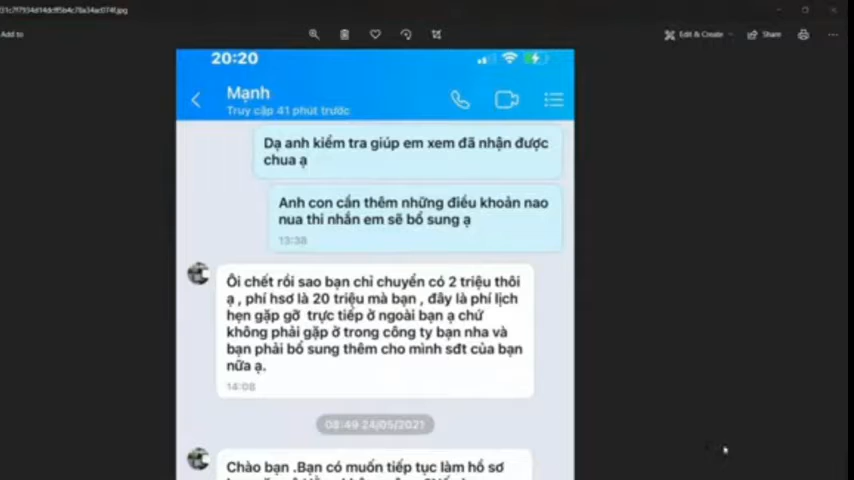 Add to
Edit & Create
Share
20:20
Mạnh
Truy cập 41 phút trước
Dạ anh kiểm tra giúp em xem đã nhận được
chua ạ
Anh con cần thêm những điều khoản nao
nua thi nhắn em sẽ bổ sung ạ
13:38
Ôi chết rồi sao bạn chỉ chuyển có 2 triệu thôi
ạ , phí hsơ là 20 triệu mà bạn , đây là phí lịch
hẹn gặp gỡ trực tiếp ở ngoài bạn ạ chứ
không phải gặp ở trong công ty bạn nha và
bạn phải bổ sung thêm cho mình sđt của bạn
nữa ạ.
14:08
08:49 24/05/2021
Chào bạn .Bạn có muốn tiếp tục làm hồ sơ